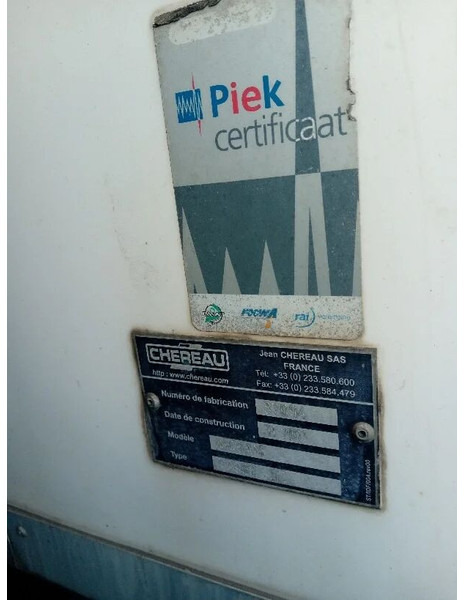 Piek
certificaat
FOCWA
rai
CHEREAU
http : www.chereau.com
Jean CHEREAU SAS
FRANCE
Tél: +33 (0) 233.580.600
Fax: +33 (0) 233.584.479
Numéro de fabrication
Date de construction
Modèle
Type